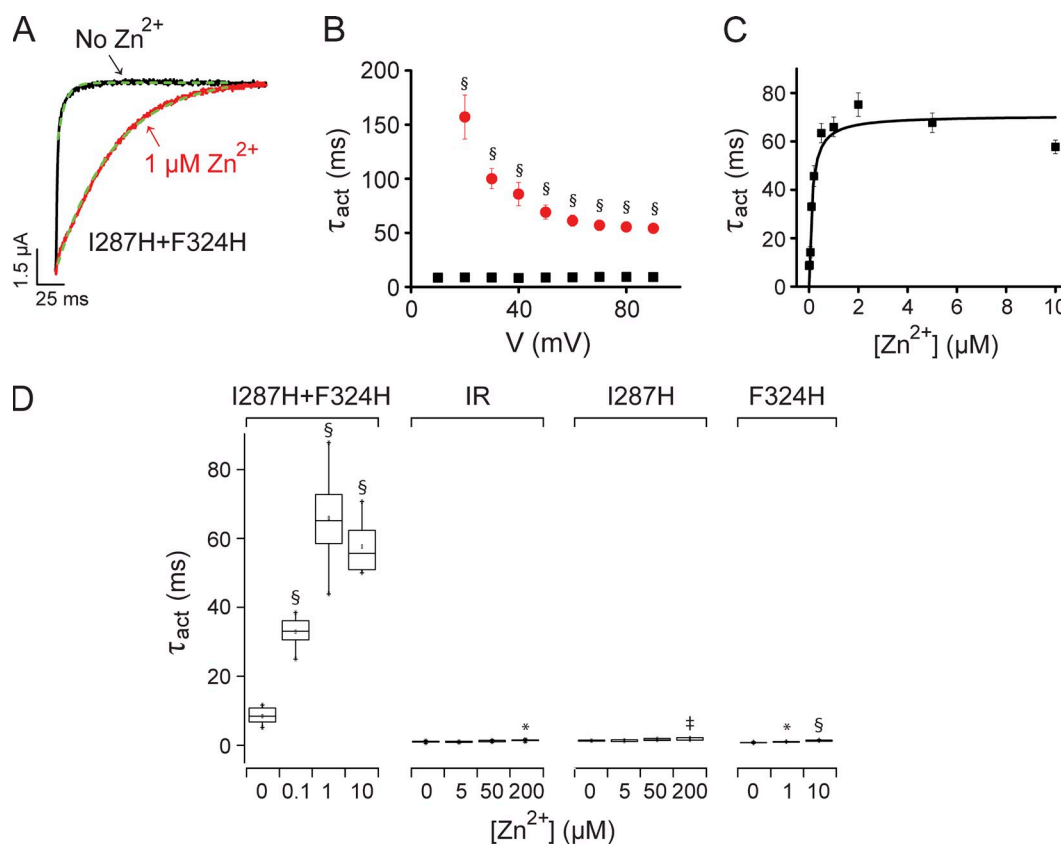 A
No Zn²⁺
1 µM Zn²⁺
I287H+F324H
1.5 µA
25 ms
B
§
§
§
§
§
§
§
§
200
150
100
50
0
τact (ms)
0
40
80
V (mV)
C
80
60
40
20
0
τact (ms)
0
2
4
6
8
10
[Zn²⁺] (µM)
D
I287H+F324H IR I287H F324H
§
§
§
*
‡
*
§
80
60
40
20
0
τact (ms)
0 0.1 1 10 0 5 50 200 0 5 50 200 0 1 10
[Zn²⁺] (µM)